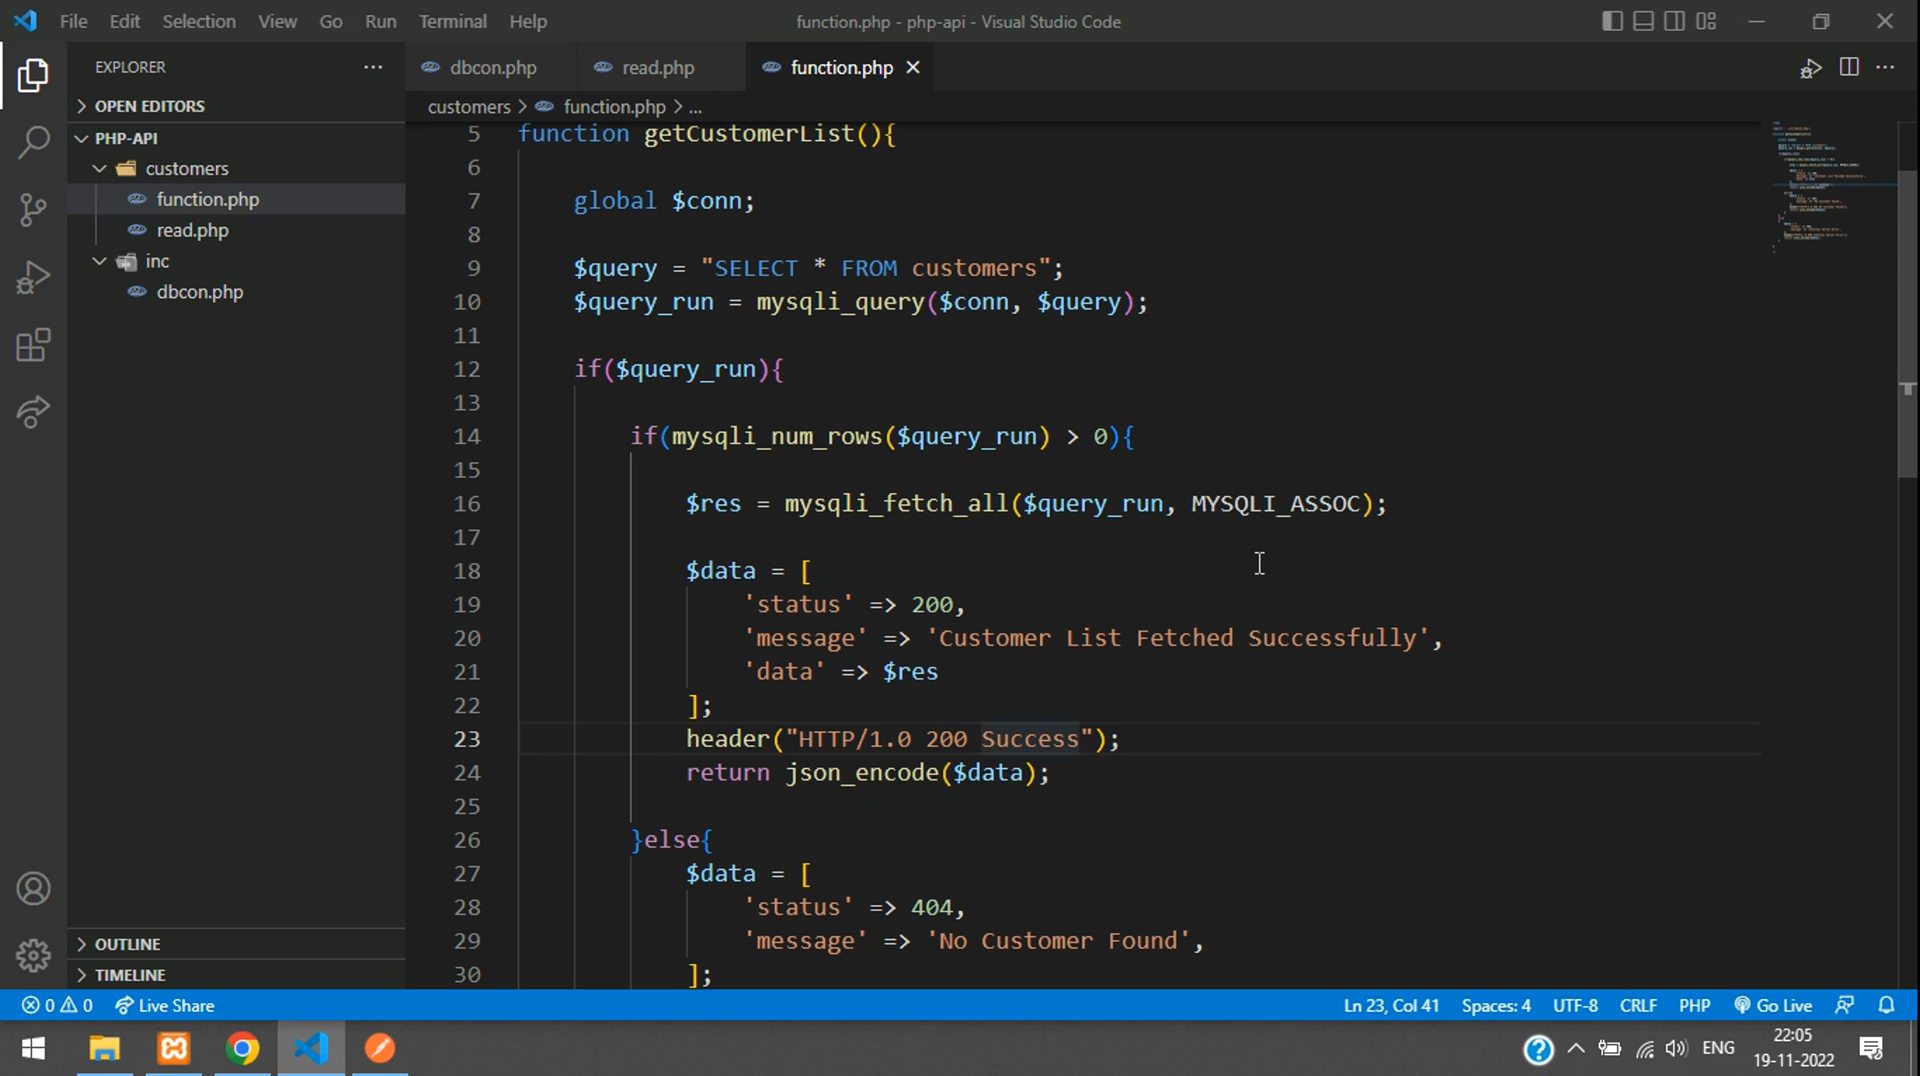 File Edit Selection View Go Run Terminal Help
function.php - php-api - Visual Studio Code
EXPLORER
OPEN EDITORS
PHP-API
customers
function.php
read.php
inc
dbcon.php
OUTLINE
TIMELINE
dbcon.php read.php function.php
customers > function.php > ...
5 function getCustomerList(){
6
7 global $conn;
8
9 $query = "SELECT * FROM customers";
10 $query_run = mysqli_query($conn, $query);
11
12 if($query_run){
13
14 if(mysqli_num_rows($query_run) > 0){
15
16 $res = mysqli_fetch_all($query_run, MYSQLI_ASSOC);
17
18 $data = [
19 'status' => 200,
20 'message' => 'Customer List Fetched Successfully',
21 'data' => $res
22 ];
23 header("HTTP/1.0 200 Success");
24 return json_encode($data);
25
26 }else{
27 $data = [
28 'status' => 404,
29 'message' => 'No Customer Found',
30 ];
0 0 Live Share
Ln 23, Col 41 Spaces: 4 UTF-8 CRLF PHP Go Live
ENG
22:05
19-11-2022